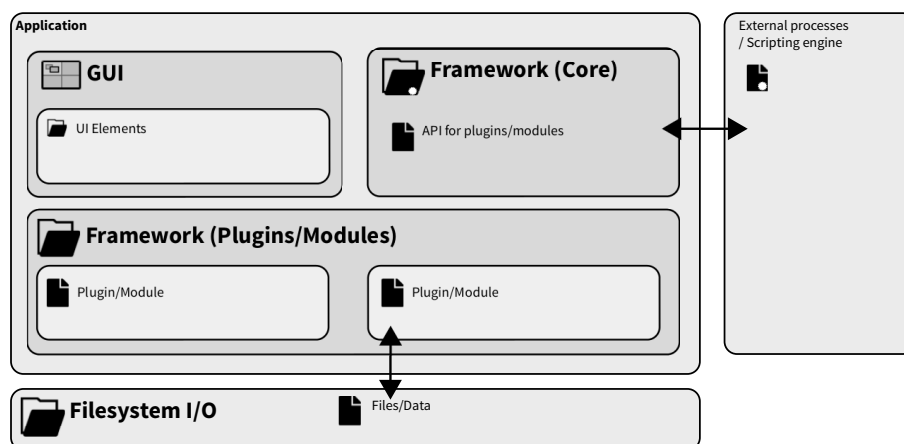 Application
External processes
/ Scripting engine
GUI
Framework (Core)
UI Elements
API for plugins/modules
Framework (Plugins/Modules)
Plugin/Module
Plugin/Module
Filesystem I/O
Files/Data